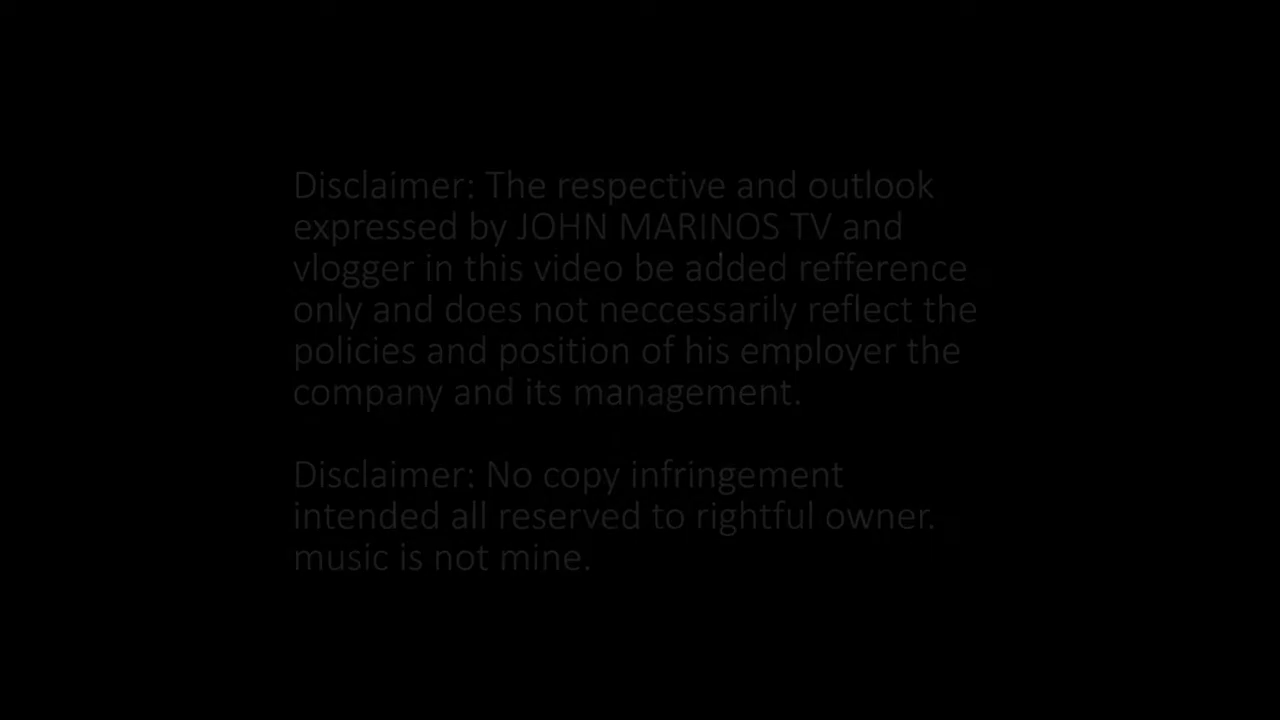 Disclaimer: The respective and outlook
expressed by JOHN MARINOS TV and
vlogger in this video be added refference
only and does not neccessarily reflect the
policies and position of his employer the
company and its management.
Disclaimer: No copy infringement
intended all reserved to rightful owner.
music is not mine.